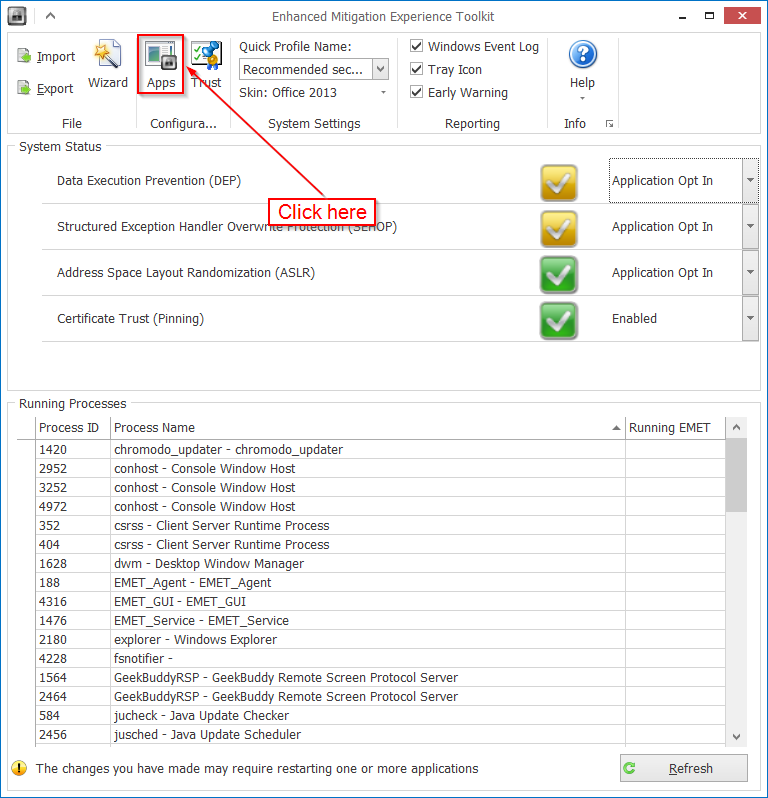 Enhanced Mitigation Experience Toolkit
Import
Export
Wizard
File
Apps
Trust
Configura...
Quick Profile Name:
Recommended sec...
Skin: Office 2013
System Settings
Windows Event Log
Tray Icon
Early Warning
Reporting
Help
Info
System Status
Data Execution Prevention (DEP) Application Opt In
Click here
Structured Exception Handler Overwrite Protection (SEHOP) Application Opt In
Address Space Layout Randomization (ASLR) Application Opt In
Certificate Trust (Pinning) Enabled
Running Processes
Process ID Process Name Running EMET
1420 chromodo_updater - chromodo_updater
2952 conhost - Console Window Host
3252 conhost - Console Window Host
4972 conhost - Console Window Host
352 csrss - Client Server Runtime Process
404 csrss - Client Server Runtime Process
1628 dwm - Desktop Window Manager
188 EMET_Agent - EMET_Agent
4316 EMET_GUI - EMET_GUI
1476 EMET_Service - EMET_Service
2180 explorer - Windows Explorer
4228 fsnotifier -
1564 GeekBuddyRSP - GeekBuddy Remote Screen Protocol Server
2464 GeekBuddyRSP - GeekBuddy Remote Screen Protocol Server
584 jucheck - Java Update Checker
2456 jusched - Java Update Scheduler
The changes you have made may require restarting one or more applications
Refresh